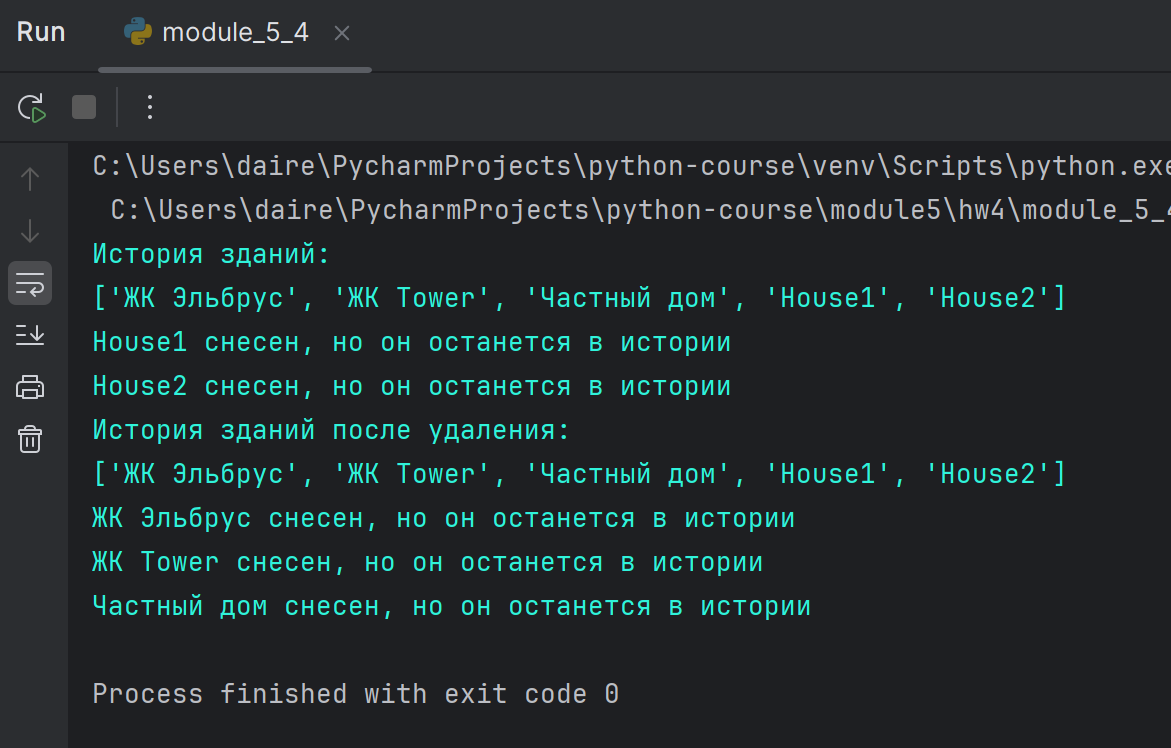 Run module_5_4
C:\Users\daire\PycharmProjects\python-course\venv\Scripts\python.exe
C:\Users\daire\PycharmProjects\python-course\module5\hw4\module_5_4
История зданий:
['ЖК Эльбрус', 'ЖК Tower', 'Частный дом', 'House1', 'House2']
House1 снесен, но он останется в истории
House2 снесен, но он останется в истории
История зданий после удаления:
['ЖК Эльбрус', 'ЖК Tower', 'Частный дом', 'House1', 'House2']
ЖК Эльбрус снесен, но он останется в истории
ЖК Tower снесен, но он останется в истории
Частный дом снесен, но он останется в истории
Process finished with exit code 0